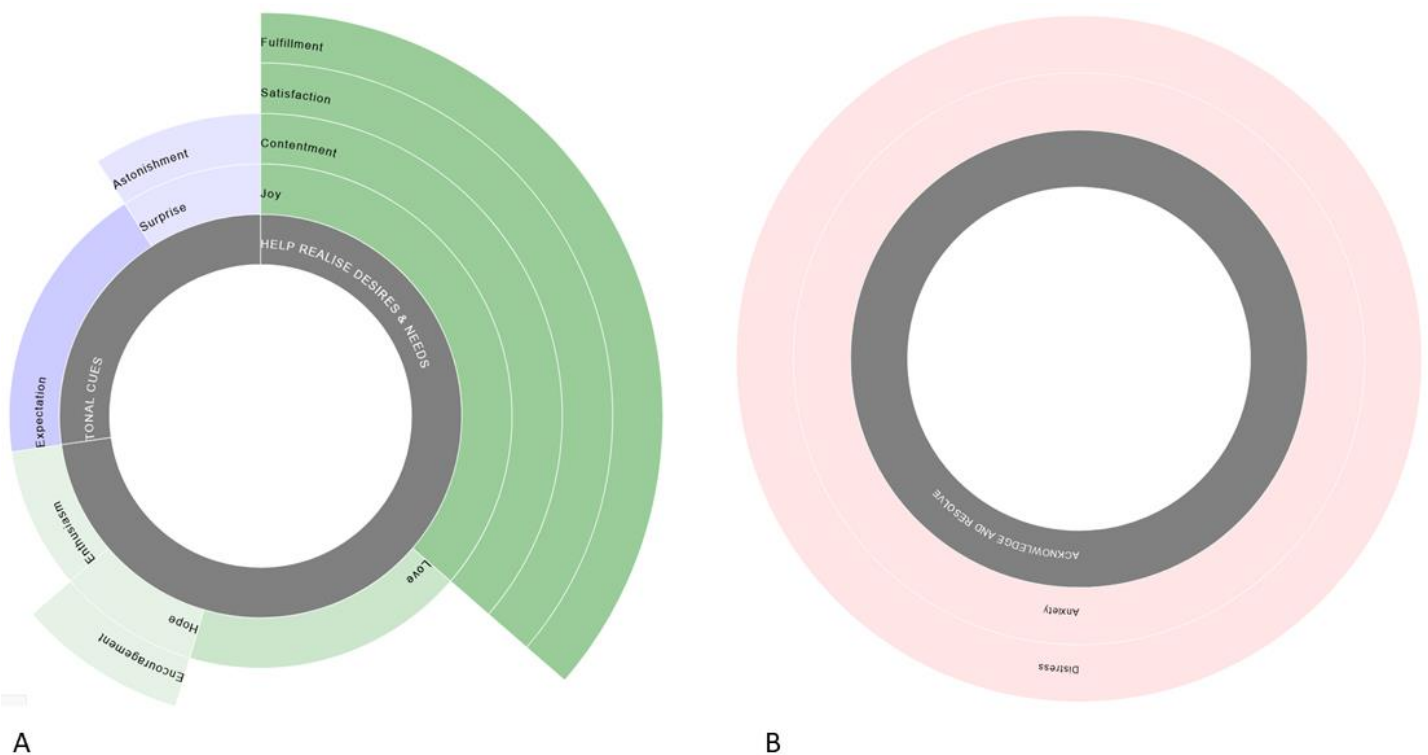 Fulfillment
Satisfaction
Contentment
Joy
HELP REALISE DESIRES & NEEDS
Astonishment
Surprise
Expectation
TONAL CUES
Enthusiasm
Hope
Encouragement
Love
ACKNOWLEDGE AND RESOLVE
Anxiety
Distress
A
B